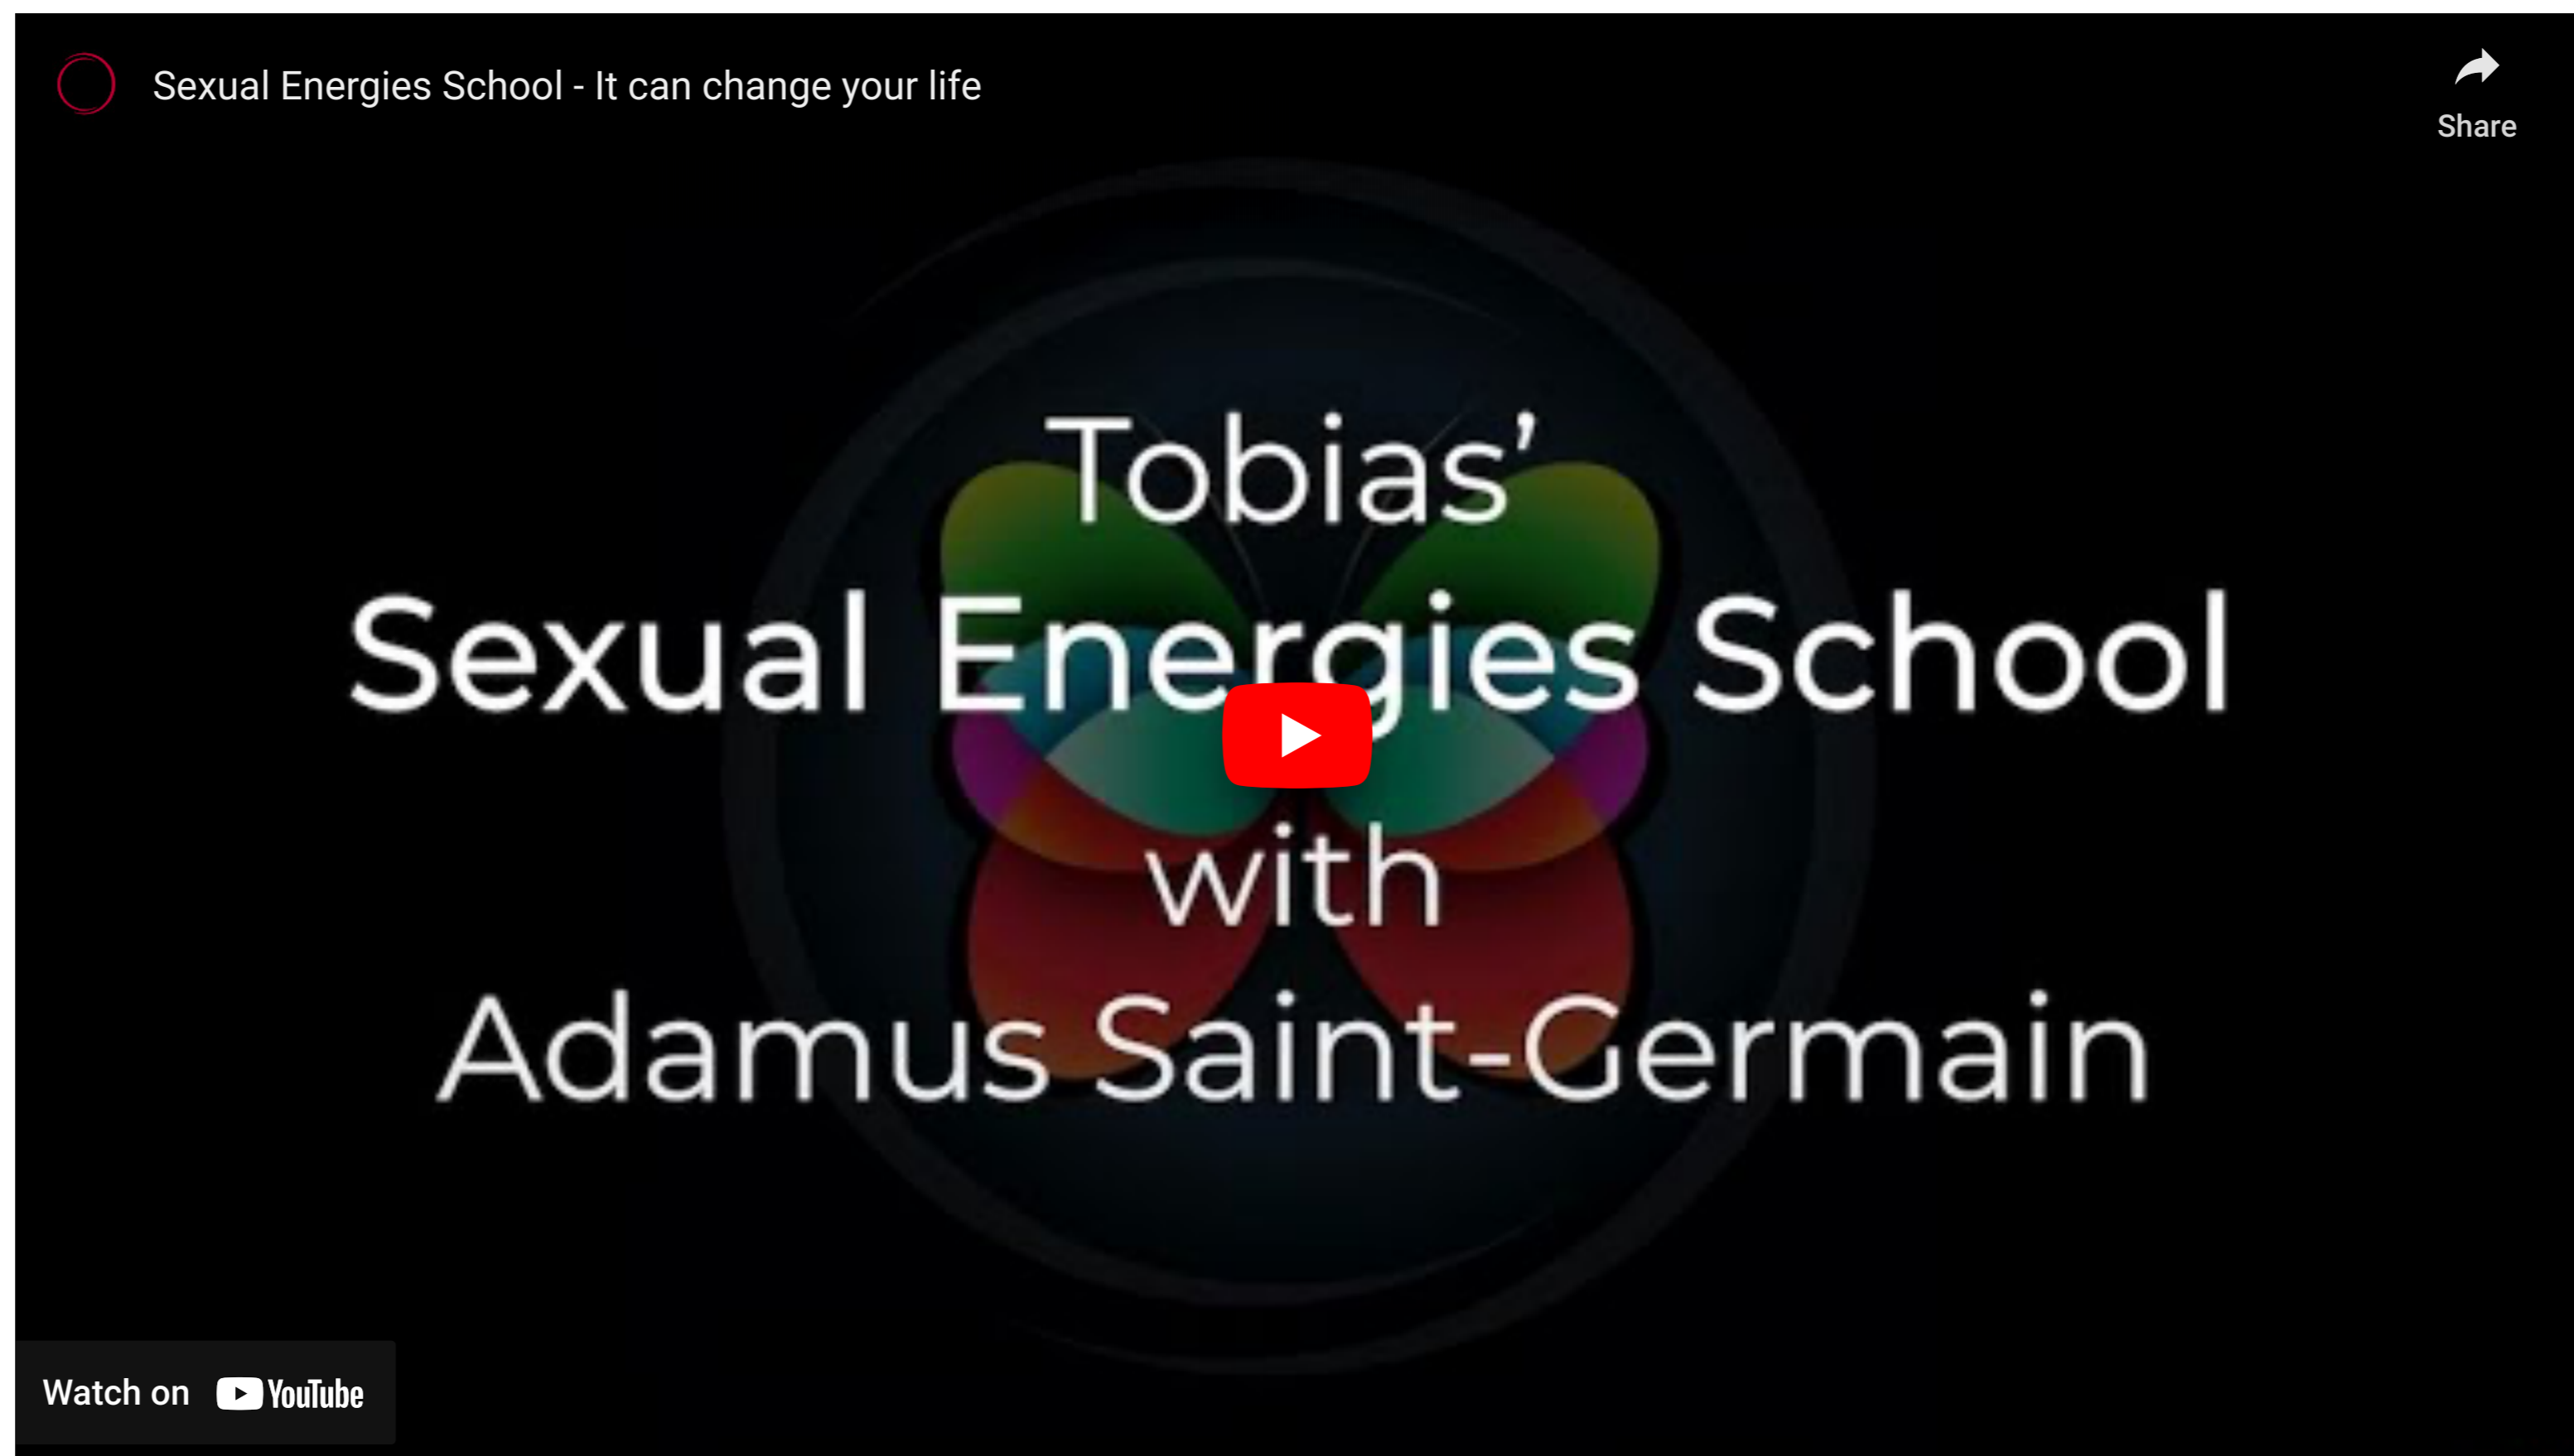 Sexual Energies School - It can change your life
Share
Tobias’
Sexual Energies School
with
Adamus Saint-Germain
Watch on YouTube